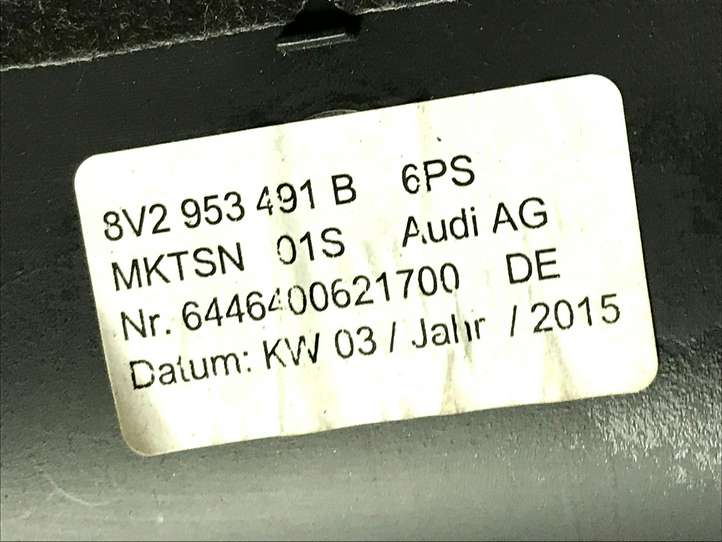 8V2 953 491 B 6PS
MKTSN 01S Audi AG
Nr. 6446400621700 DE
Datum: KW 03 / Jahr / 2015